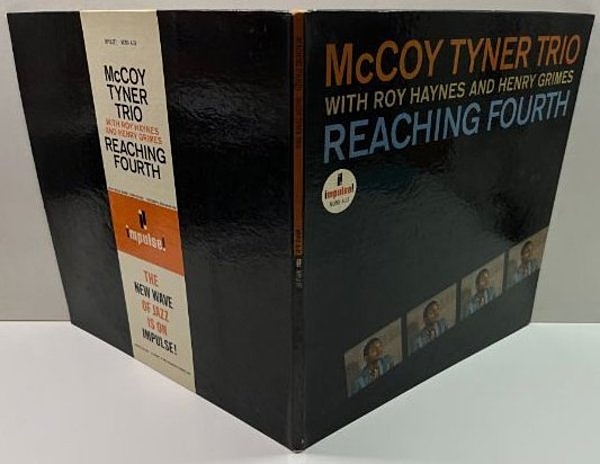 McCOY
TYNER
TRIO
WITH ROY HAYNES
AND HENRY GRIMES
REACHING
FOURTH
impulse!
THE
NEW WAVE
OF JAZZ
IS ON
IMPULSE!
McCOY TYNER TRIO
WITH ROY HAYNES AND HENRY GRIMES
REACHING FOURTH
impulse!